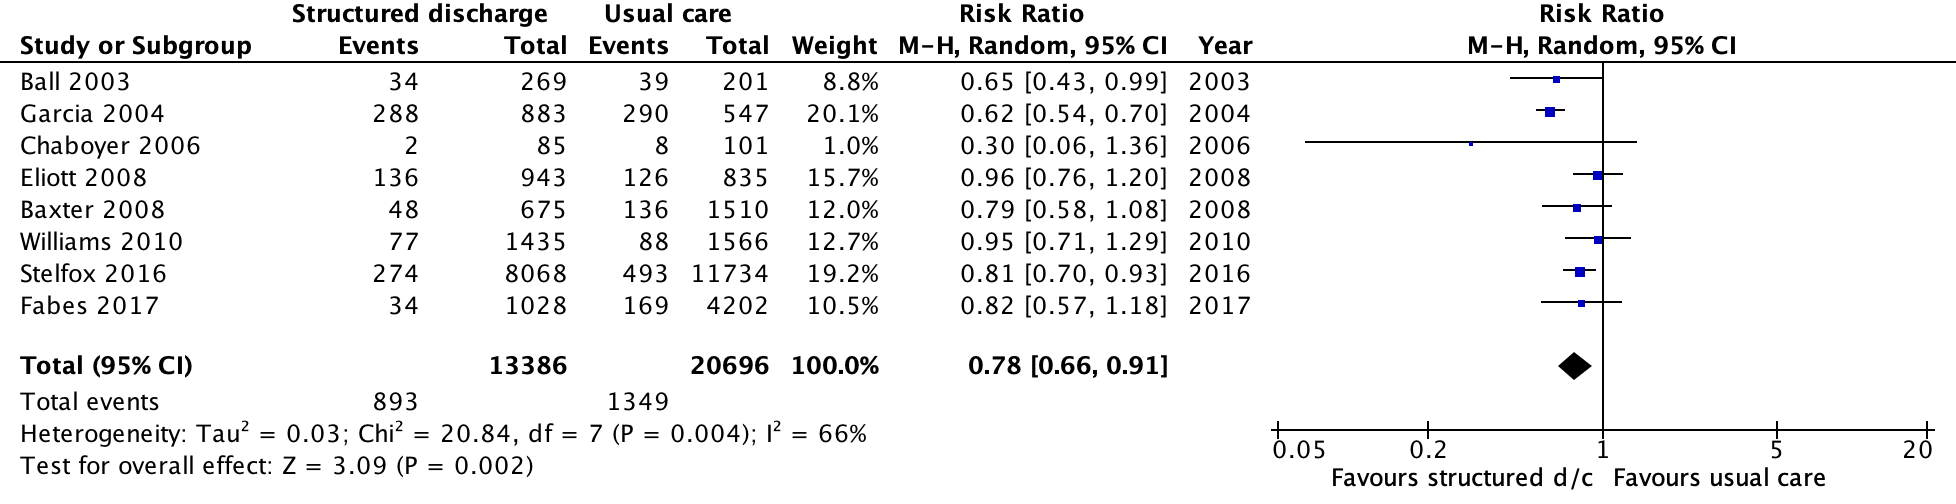 Structured discharge Usual care Risk Ratio Risk Ratio
Study or Subgroup Events Total Events Total Weight M-H, Random, 95% CI Year M-H, Random, 95% CI
Ball 2003 34 269 39 201 8.8% 0.65 [0.43, 0.99] 2003
Garcia 2004 288 883 290 547 20.1% 0.62 [0.54, 0.70] 2004
Chaboyer 2006 2 85 8 101 1.0% 0.30 [0.06, 1.36] 2006
Eliott 2008 136 943 126 835 15.7% 0.96 [0.76, 1.20] 2008
Baxter 2008 48 675 136 1510 12.0% 0.79 [0.58, 1.08] 2008
Williams 2010 77 1435 88 1566 12.7% 0.95 [0.71, 1.29] 2010
Stelfox 2016 274 8068 493 11734 19.2% 0.81 [0.70, 0.93] 2016
Fabes 2017 34 1028 169 4202 10.5% 0.82 [0.57, 1.18] 2017
Total (95% CI) 13386 20696 100.0% 0.78 [0.66, 0.91]
Total events 893 1349
Heterogeneity: Tau² = 0.03; Chi² = 20.84, df = 7 (P = 0.004); I² = 66%
Test for overall effect: Z = 3.09 (P = 0.002)
0.05 0.2 1 5 20
Favours structured d/c Favours usual care